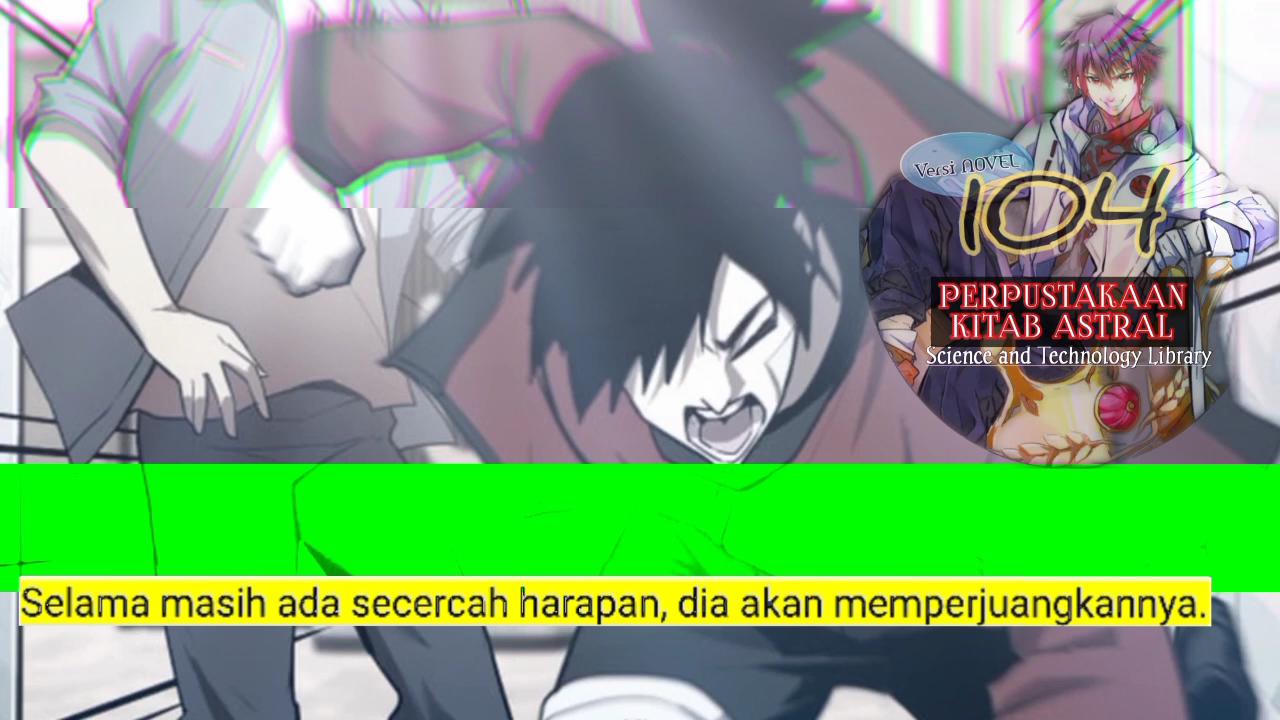 Versi NOVEL
104
PERPUSTAKAAN
KITAB ASTRAL
Science and Technology Library
Selama masih ada secercah harapan, dia akan memperjuangkannya.